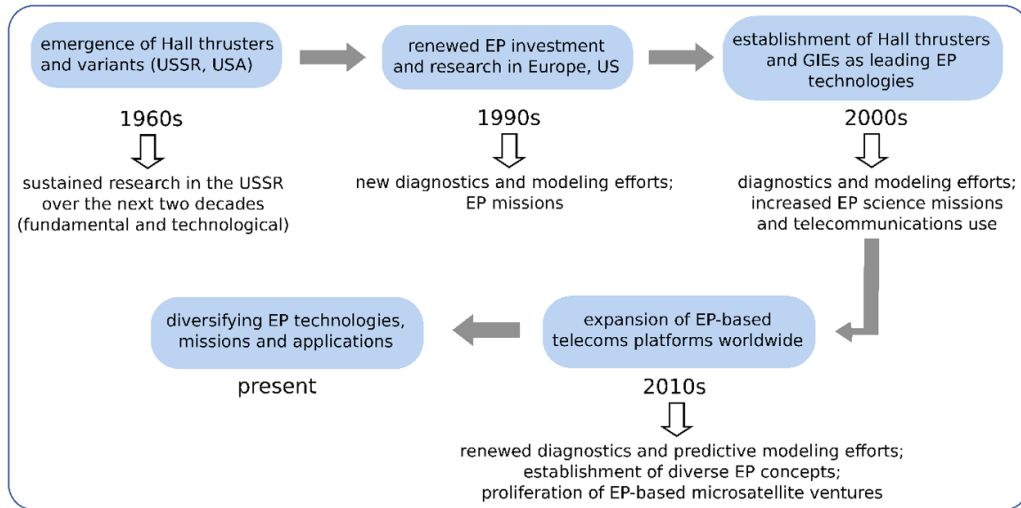 emergence of Hall thrusters
and variants (USSR, USA)
1960s
sustained research in the USSR
over the next two decades
(fundamental and technological)
renewed EP investment
and research in Europe, US
1990s
new diagnostics and modeling efforts;
EP missions
establishment of Hall thrusters
and GIEs as leading EP
technologies
2000s
diagnostics and modeling efforts;
increased EP science missions
and telecommunications use
expansion of EP-based
telecoms platforms worldwide
2010s
renewed diagnostics and predictive modeling efforts;
establishment of diverse EP concepts;
proliferation of EP-based microsatellite ventures
diversifying EP technologies,
missions and applications
present